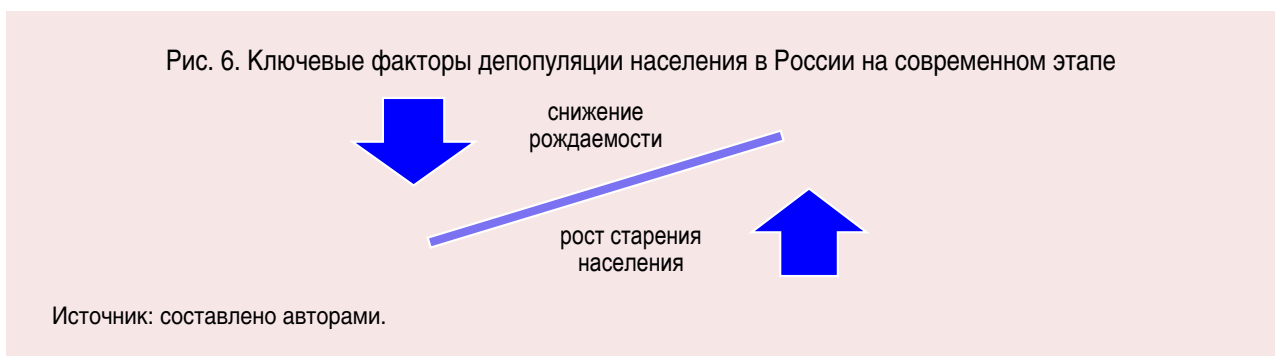 Рис. 6. Ключевые факторы депопуляции населения в России на современном этапе
снижение
рождаемости
рост старения
населения
Источник: составлено авторами.